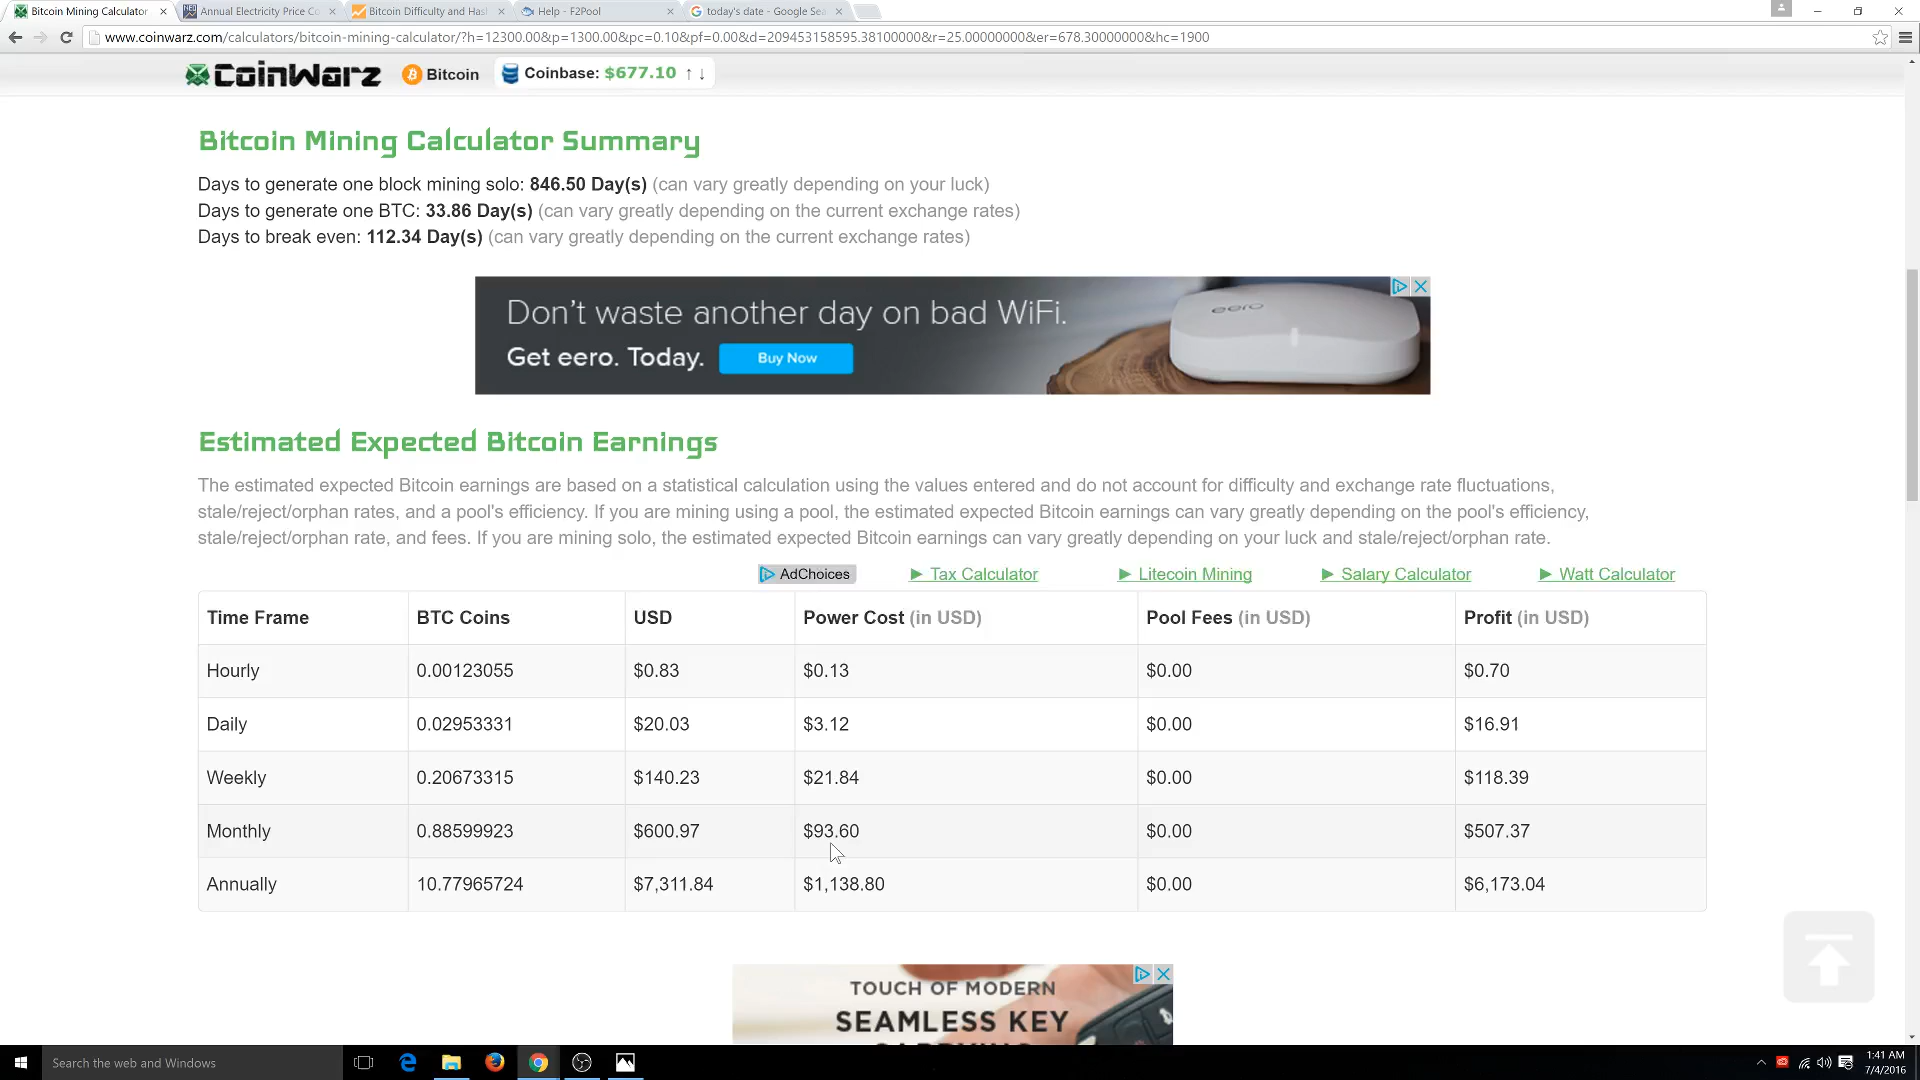 Bitcoin Mining Calculator
Annual Electricity Price Co
Bitcoin Difficulty and Hash
Help - F2Pool
today's date - Google Sea
www.coinwarz.com/calculators/bitcoin-mining-calculator/?h=12300.00&p=1300.00&pc=0.10&pf=0.00&d=209453158595.38100000&r=25.00000000&er=678.30000000&hc=1900
CoinWarz Bitcoin Coinbase: $677.10 ↑ ↓
Bitcoin Mining Calculator Summary
Days to generate one block mining solo: 846.50 Day(s) (can vary greatly depending on your luck)
Days to generate one BTC: 33.86 Day(s) (can vary greatly depending on the current exchange rates)
Days to break even: 112.34 Day(s) (can vary greatly depending on the current exchange rates)
Don't waste another day on bad WiFi.
Get eero. Today. Buy Now
eero
Estimated Expected Bitcoin Earnings
The estimated expected Bitcoin earnings are based on a statistical calculation using the values entered and do not account for difficulty and exchange rate fluctuations,
stale/reject/orphan rates, and a pool's efficiency. If you are mining using a pool, the estimated expected Bitcoin earnings can vary greatly depending on the pool's efficiency,
stale/reject/orphan rate, and fees. If you are mining solo, the estimated expected Bitcoin earnings can vary greatly depending on your luck and stale/reject/orphan rate.
AdChoices ► Tax Calculator ► Litecoin Mining ► Salary Calculator ► Watt Calculator
Time Frame BTC Coins USD Power Cost (in USD) Pool Fees (in USD) Profit (in USD)
Hourly 0.00123055 $0.83 $0.13 $0.00 $0.70
Daily 0.02953331 $20.03 $3.12 $0.00 $16.91
Weekly 0.20673315 $140.23 $21.84 $0.00 $118.39
Monthly 0.88599923 $600.97 $93.60 $0.00 $507.37
Annually 10.77965724 $7,311.84 $1,138.80 $0.00 $6,173.04
TOUCH OF MODERN
SEAMLESS KEY
Search the web and Windows
1:41 AM
7/4/2016